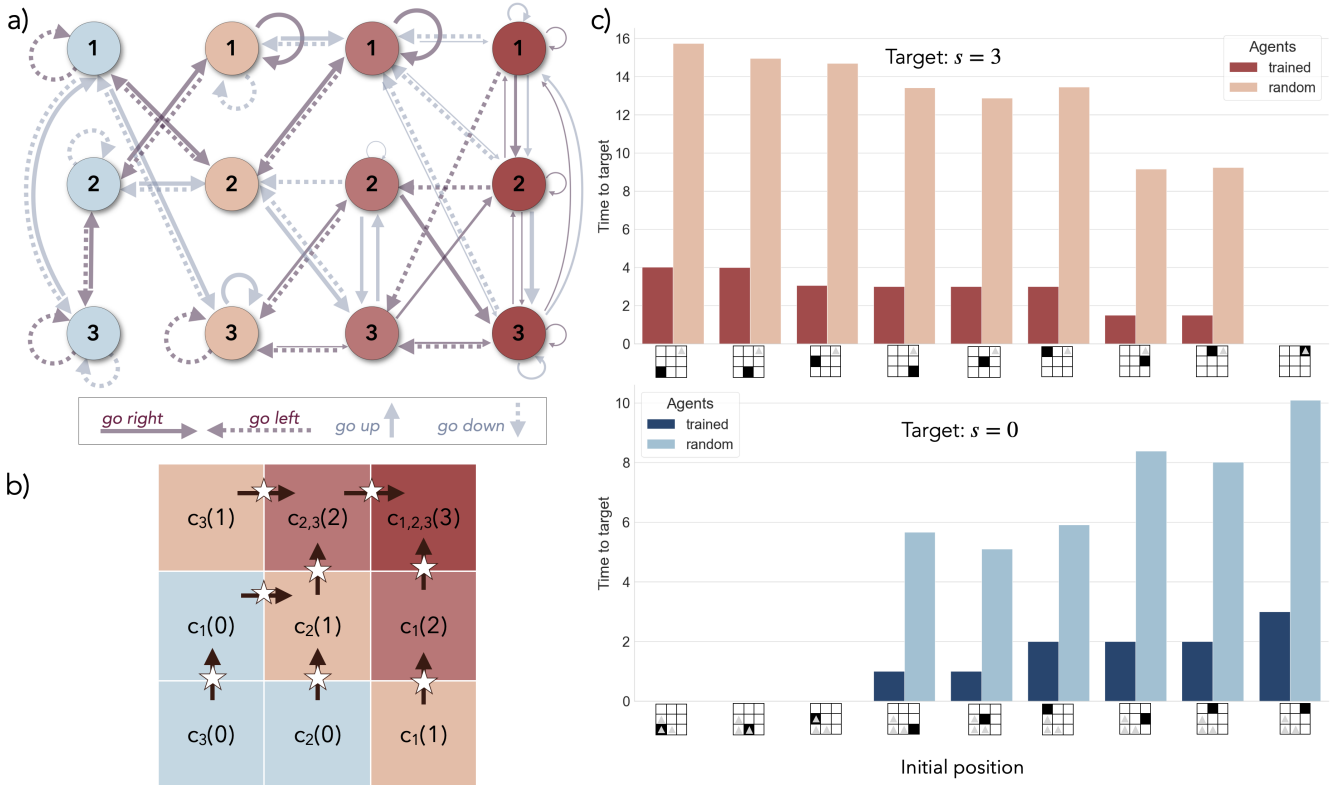 a)
1 1 1 1
2 2 2 2
3 3 3 3
go right go left go up go down
b)
c₃(1) c₂,₃(2) c₁,₂,₃(3)
c₁(0) c₂(1) c₁(2)
c₃(0) c₂(0) c₁(1)
c)
Target: s = 3
Agents
trained
random
Time to target
16
14
12
10
8
6
4
2
0
Agents
trained
random
Target: s = 0
Time to target
10
8
6
4
2
0
Initial position